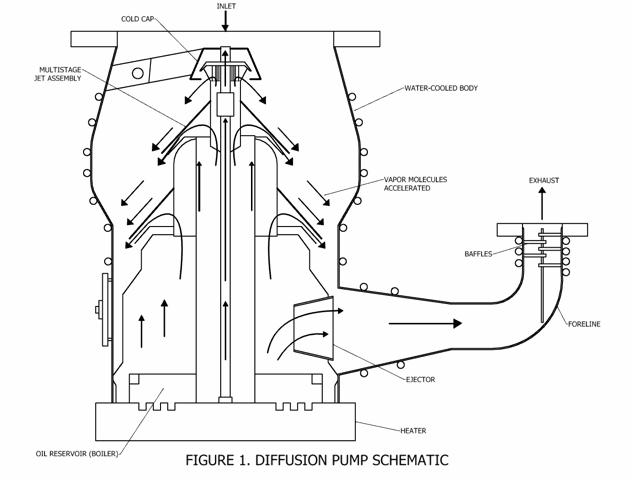 INLET
COLD CAP
MULTISTAGE
JET ASSEMBLY
WATER-COOLED BODY
VAPOR MOLECULES
ACCELERATED
EXHAUST
BAFFLES
FORELINE
EJECTOR
HEATER
OIL RESERVOIR (BOILER)
FIGURE 1. DIFFUSION PUMP SCHEMATIC